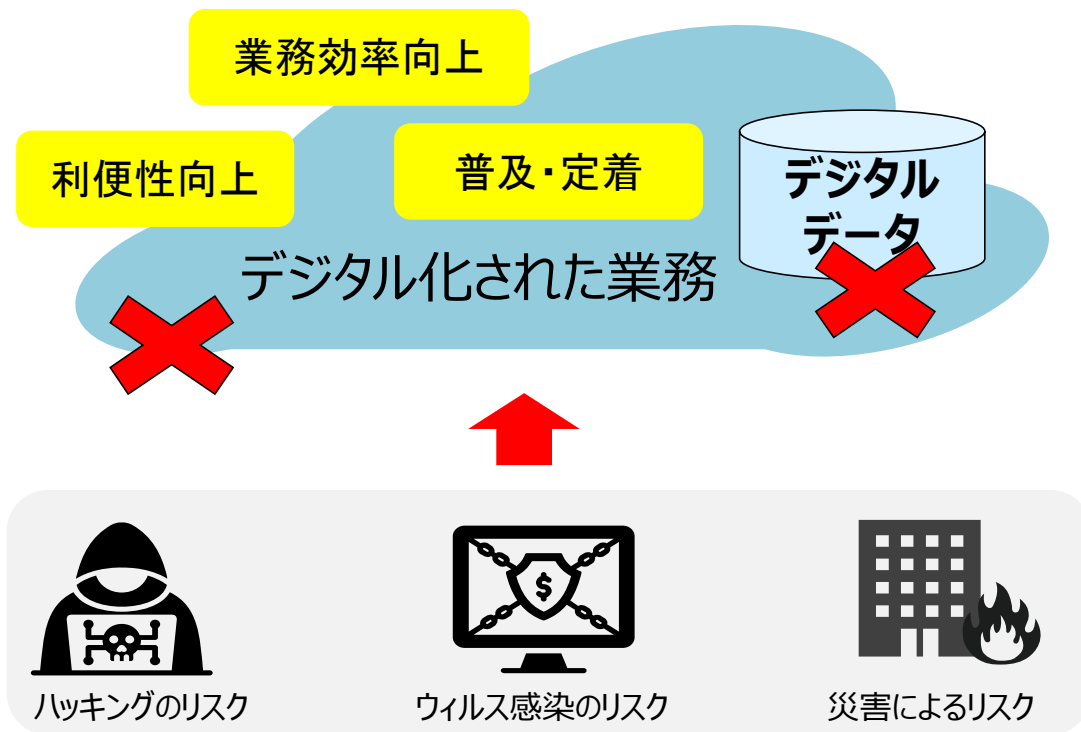 業務効率向上
利便性向上
普及・定着
デジタル
データ
デジタル化された業務
$
ハッキングのリスク
ウィルス感染のリスク
災害によるリスク